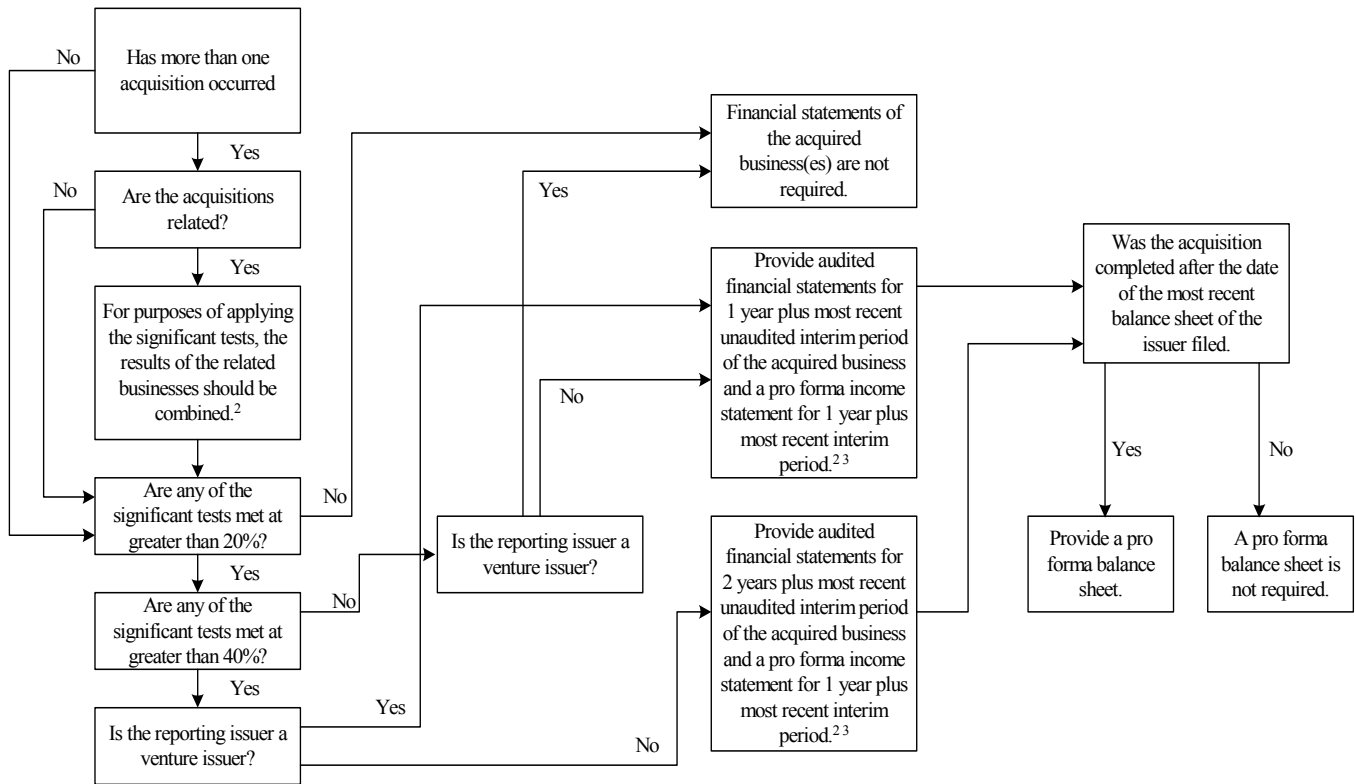 Has more than one
acquisition occurred
No
Yes
Are the acquisitions
related?
No
Yes
For purposes of applying
the significant tests, the
results of the related
businesses should be
combined.2
Are any of the
significant tests met at
greater than 20%?
No
Yes
Are any of the
significant tests met at
greater than 40%?
No
Yes
Is the reporting issuer a
venture issuer?
Yes
No
Is the reporting issuer a
venture issuer?
Yes
No
Financial statements of
the acquired
business(es) are not
required.
Provide audited
financial statements for
1 year plus most recent
unaudited interim period
of the acquired business
and a pro forma income
statement for 1 year plus
most recent interim
period.2 3
Provide audited
financial statements for
2 years plus most recent
unaudited interim period
of the acquired business
and a pro forma income
statement for 1 year plus
most recent interim
period.2 3
Was the acquisition
completed after the date
of the most recent
balance sheet of the
issuer filed.
Yes
No
Provide a pro
forma balance
sheet.
A pro forma
balance sheet is
not required.